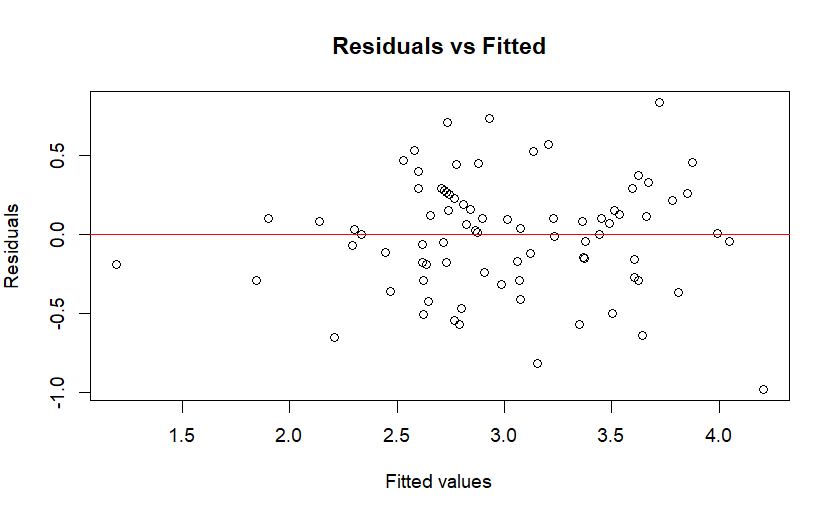 Residuals vs Fitted
Residuals
0.5
0.0
-0.5
-1.0
1.5 2.0 2.5 3.0 3.5 4.0
Fitted values